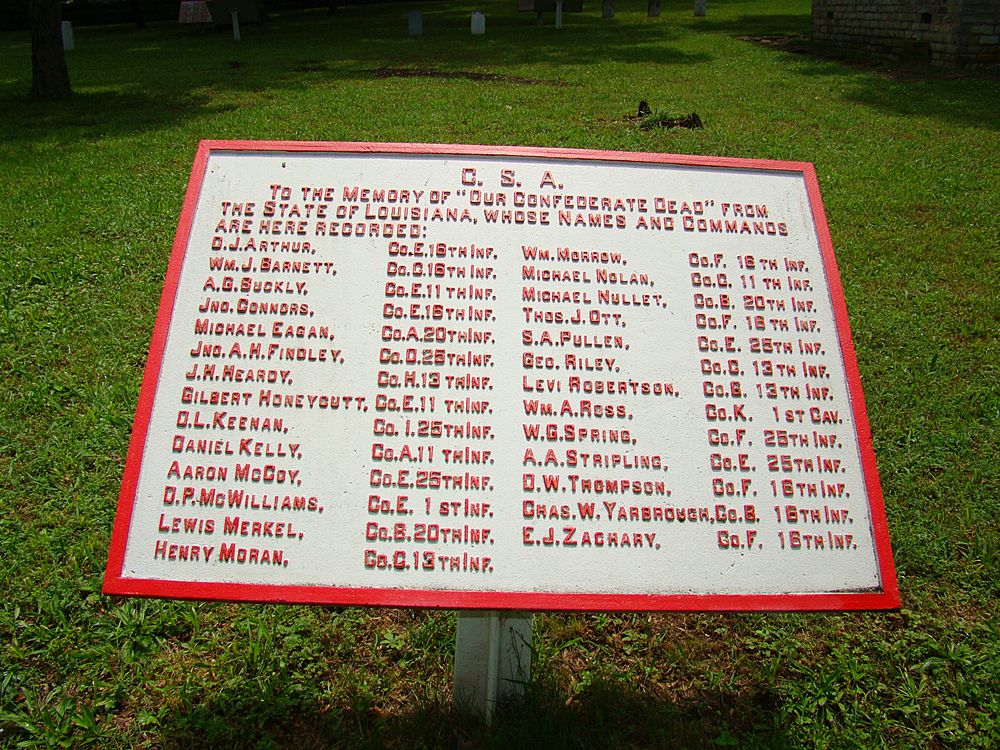 C. S. A.
To the Memory of "Our Confederate Dead" from
the State of Louisiana, whose Names and Commands
are here recorded:
D.J.Arthur, Co.E.16th Inf.
Wm.J.Barnett, Co.C.16th Inf.
A.G.Buckly, Co.E.11th Inf.
Jno.Connors, Co.E.16th Inf.
Michael Eagan, Co.A.20th Inf.
Jno.A.H.Findley, Co.D.25th Inf.
J.H.Heardy, Co.H.13th Inf.
Gilbert Honeycutt, Co.E.11th Inf.
D.L.Keenan, Co.I.25th Inf.
Daniel Kelly, Co.A.11th Inf.
Aaron McCoy, Co.E.25th Inf.
D.P.McWilliams, Co.E. 1st Inf.
Lewis Merkel, Co.B.20th Inf.
Henry Moran, Co.C.13th Inf.
Wm.Morrow, Co.F. 16th Inf.
Michael Nolan, Co.C. 11th Inf.
Michael Nullet, Co.B. 20th Inf.
Thos.J.Ott, Co.F. 16th Inf.
S.A.Pullen, Co.E. 25th Inf.
Geo.Riley, Co.C. 13th Inf.
Levi Robertson, Co.B. 13th Inf.
Wm.A.Ross, Co.K. 1st Cav.
W.G.Spring, Co.F. 25th Inf.
A.A.Stripling, Co.E. 25th Inf.
D.W.Thompson, Co.F. 16th Inf.
Chas.W.Yarbrough, Co.B. 16th Inf.
E.J.Zachary, Co.F. 16th Inf.